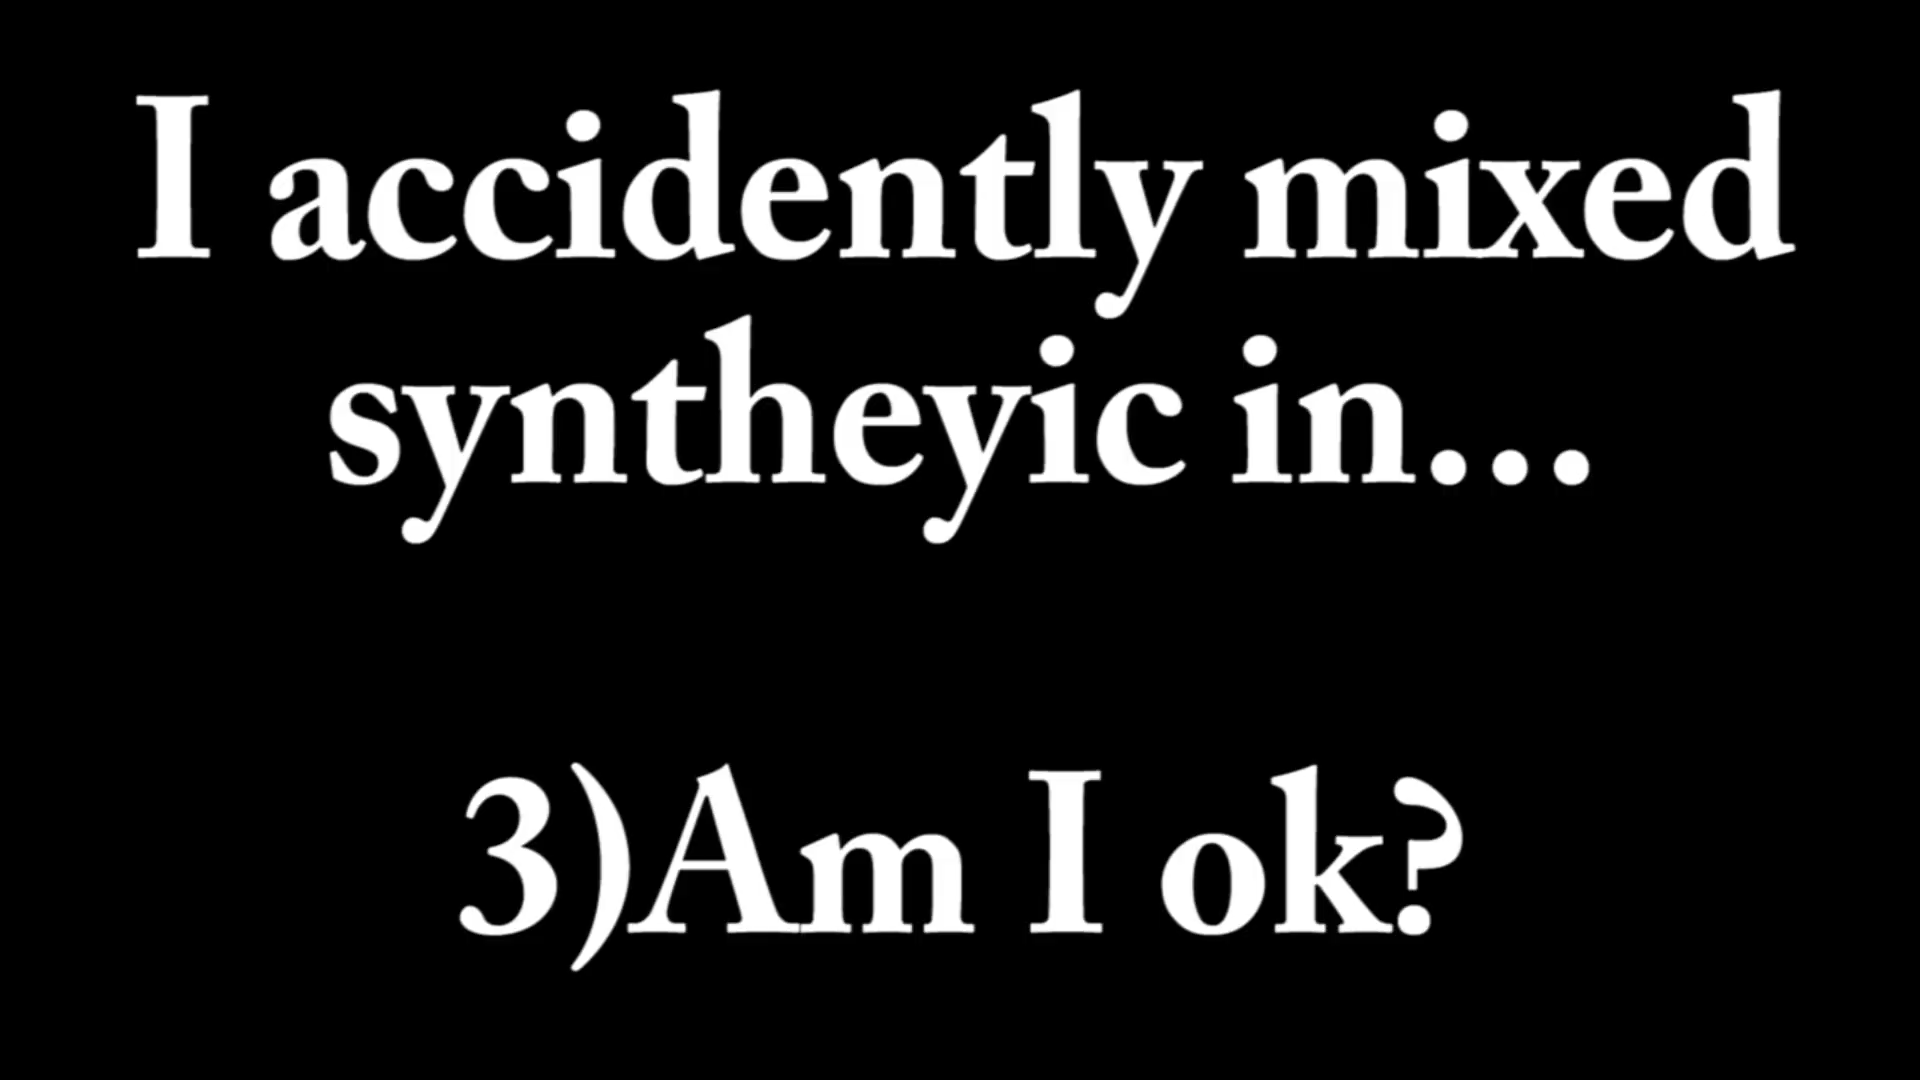 I accidently mixed
syntheyic in...
3)Am I ok?